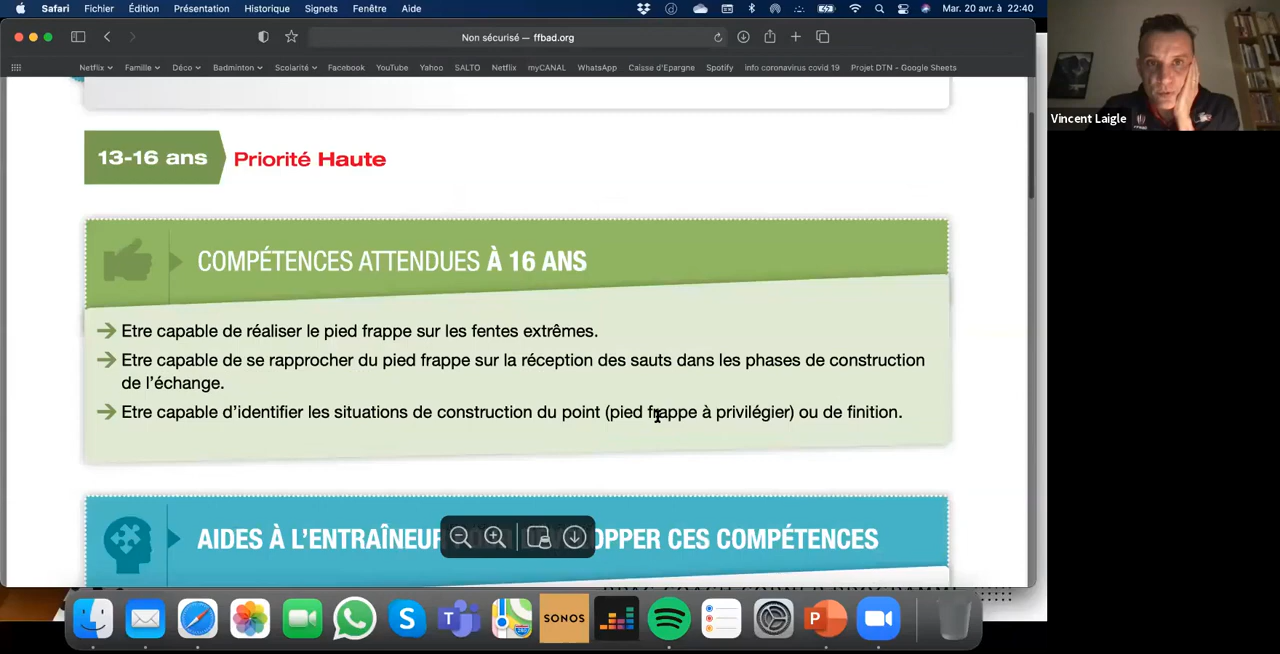 Safari Fichier Édition Présentation Historique Signets Fenêtre Aide Mar. 20 avr. à 22:40
Non sécurisé — ffbad.org
Netflix Famille Déco Badminton Scolarité Facebook YouTube Yahoo SALTO Netflix myCANAL WhatsApp Caisse d'Epargne Spotify info coronavirus covid 19 Projet DTN - Google Sheets
Vincent Laigle
13-16 ans Priorité Haute
COMPÉTENCES ATTENDUES À 16 ANS
Etre capable de réaliser le pied frappe sur les fentes extrêmes.
Etre capable de se rapprocher du pied frappe sur la réception des sauts dans les phases de construction
de l'échange.
Etre capable d'identifier les situations de construction du point (pied frappe à privilégier) ou de finition.
AIDES À L'ENTRAÎNEUR OPPER CES COMPÉTENCES
SONOS